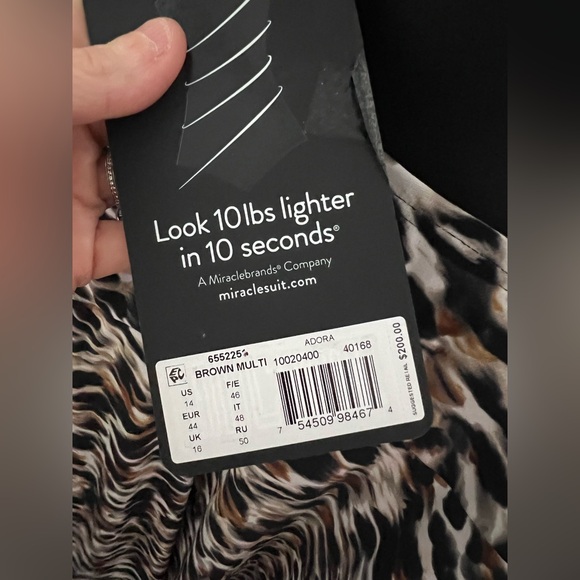 Look 10lbs lighter
in 10 seconds®
A Miraclebrands® Company
miraclesuit.com
655225
ADORA
BROWN MULTI 10020400 40168
US F/E
14 46
EUR IT
44 48
UK RU
16 50
7 54509 98467 4
SUGGESTED RETAIL $200.00